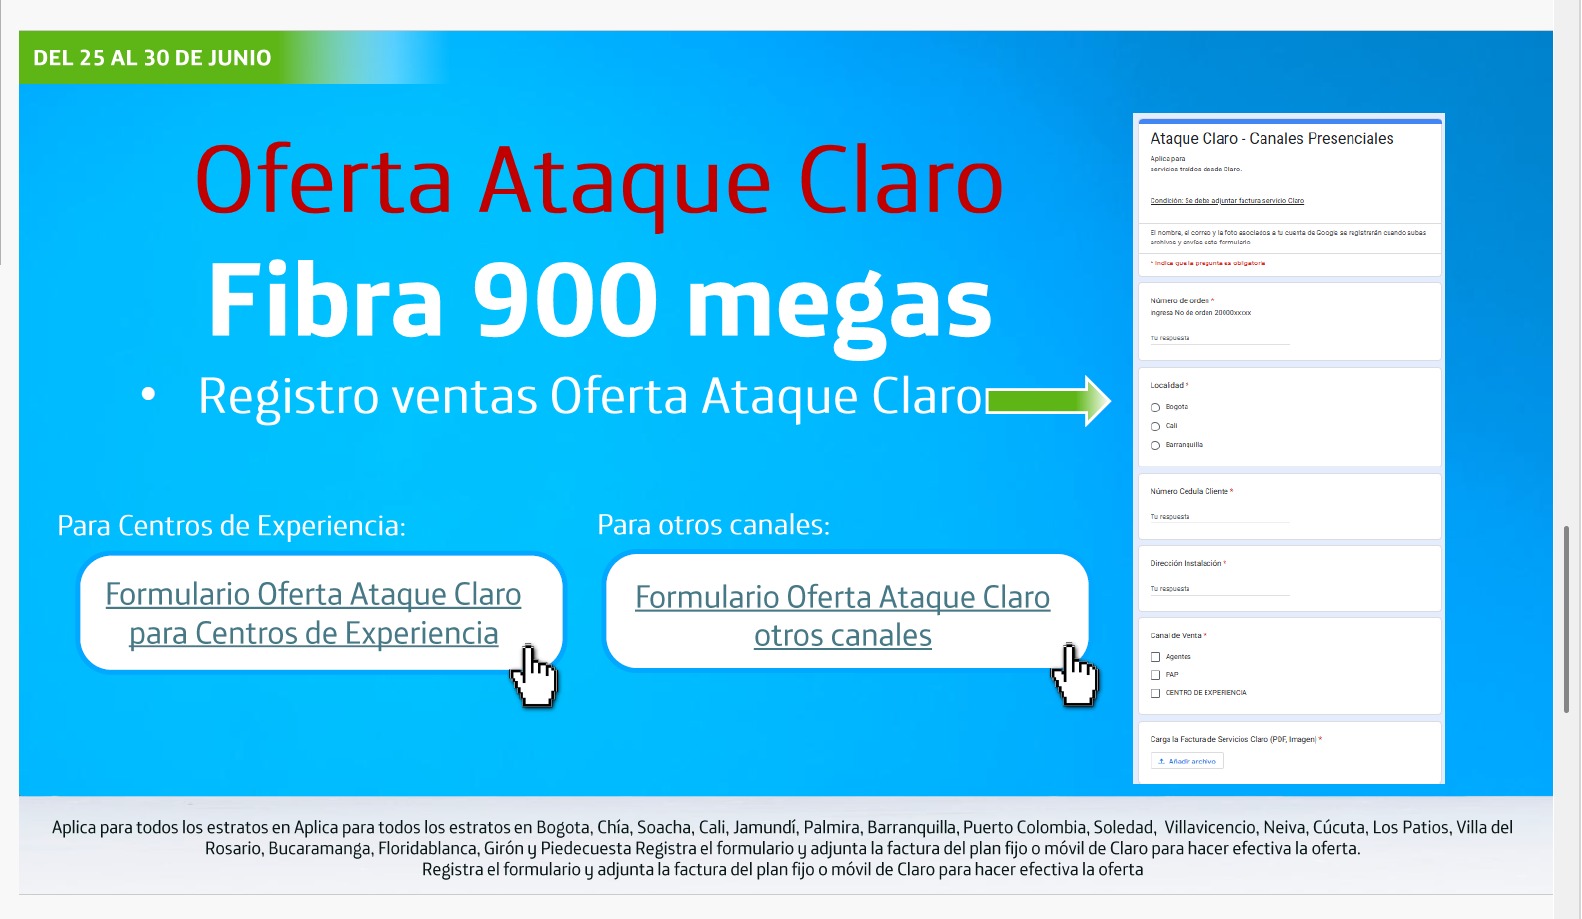 DEL 25 AL 30 DE JUNIO
Oferta Ataque Claro
Fibra 900 megas
• Registro ventas Oferta Ataque Claro
Para Centros de Experiencia:
Formulario Oferta Ataque Claro
para Centros de Experiencia
Para otros canales:
Formulario Oferta Ataque Claro
otros canales
Ataque Claro - Canales Presenciales
Aplica para
servicios traídos desde Claro.
Condición: Se debe adjuntar factura servicio Claro
El nombre, el correo y la foto asociados a tu cuenta de Google se registrarán cuando subas
archivos y envíes este formulario
* Indica que la pregunta es obligatoria
Número de orden *
Ingresa No de orden 20000xxxxx
Tu respuesta
Localidad *
Bogota
Cali
Barranquilla
Número Cedula Cliente *
Tu respuesta
Dirección Instalación *
Tu respuesta
Canal de Venta *
Agentes
PAP
CENTRO DE EXPERIENCIA
Carga la Factura de Servicios Claro (PDF, Imagen) *
Añadir archivo
Aplica para todos los estratos en Aplica para todos los estratos en Bogota, Chía, Soacha, Cali, Jamundí, Palmira, Barranquilla, Puerto Colombia, Soledad, Villavicencio, Neiva, Cúcuta, Los Patios, Villa del
Rosario, Bucaramanga, Floridablanca, Girón y Piedecuesta Registra el formulario y adjunta la factura del plan fijo o móvil de Claro para hacer efectiva la oferta.
Registra el formulario y adjunta la factura del plan fijo o móvil de Claro para hacer efectiva la oferta